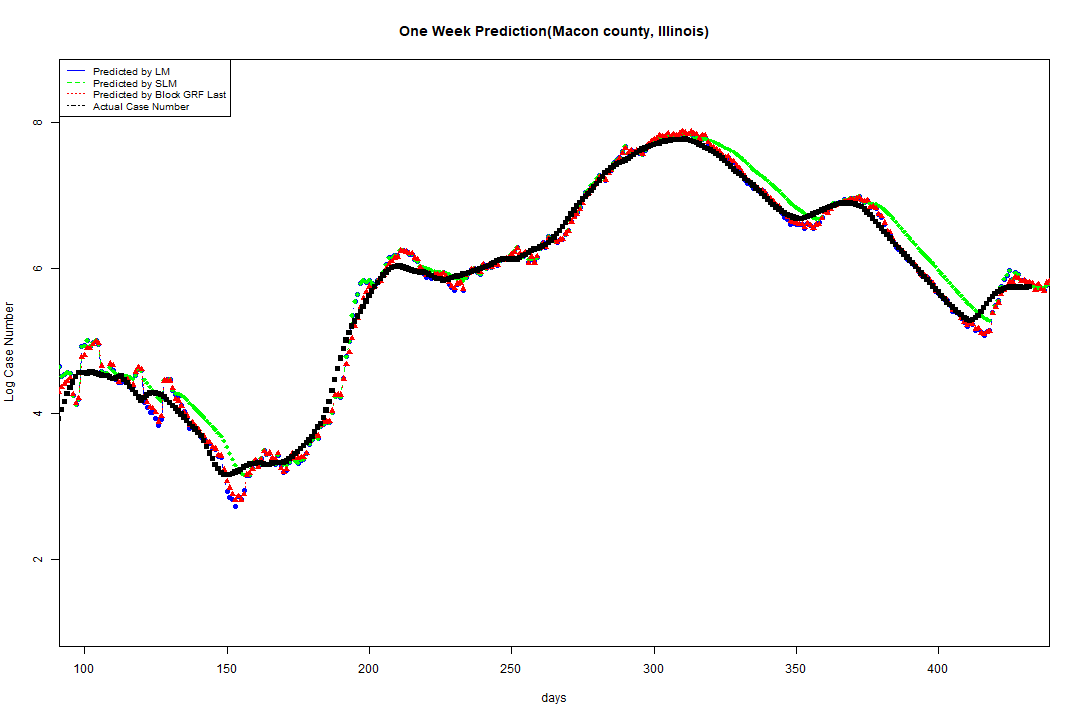 One Week Prediction(Macon county, Illinois)
Predicted by LM
Predicted by SLM
Predicted by Block GRF Last
Actual Case Number
8
6
4
2
Log Case Number
100 150 200 250 300 350 400
days